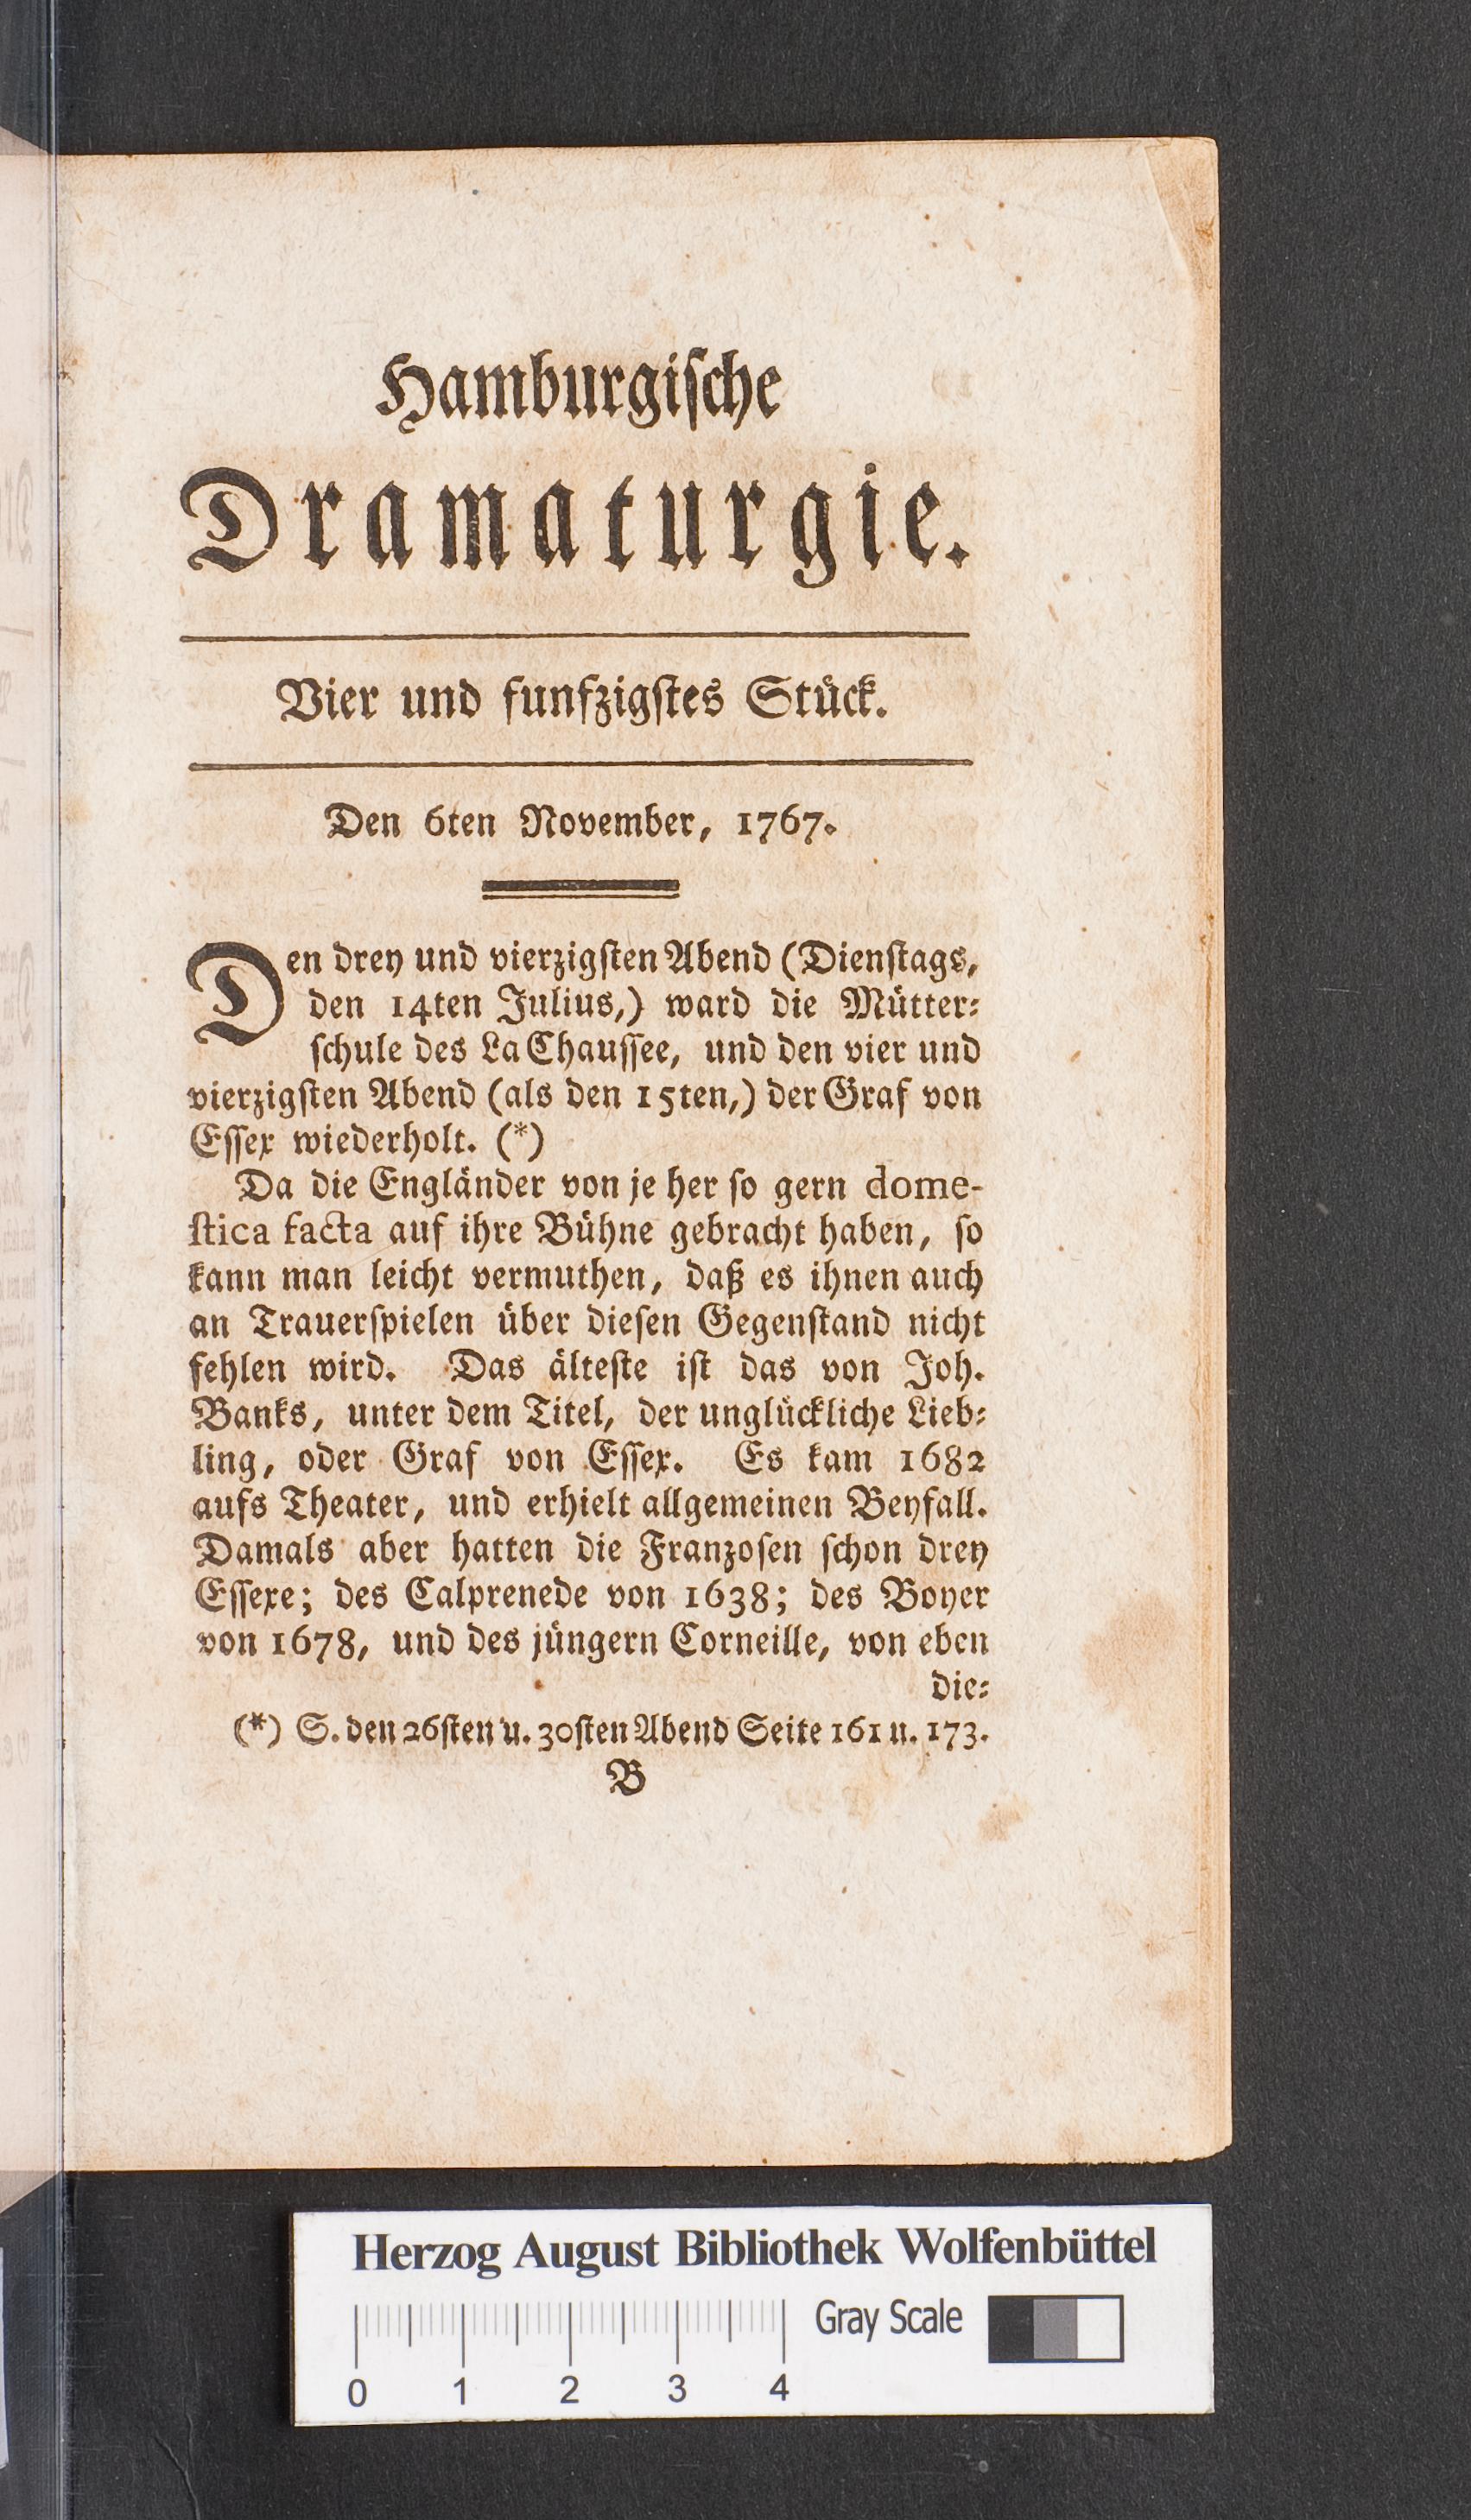 Hamburgische
Dramaturgie.
Vier und funfzigſtes Stück.
Den 6ten November, 1767.
Den drey und vierzigſten Abend (Dienſtags,
den 14ten Julius,) ward die Mütter⸗
ſchule des La Chauſſee, und den vier und
vierzigſten Abend (als den 15ten,) der Graf von
Eſſex wiederholt. (*)
Da die Engländer von je her ſo gern dome-
ſtica facta auf ihre Bühne gebracht haben, ſo
kann man leicht vermuthen, daß es ihnen auch
an Trauerſpielen über dieſen Gegenſtand nicht
fehlen wird. Das älteſte iſt das von Joh.
Banks, unter dem Titel, der unglückliche Lieb⸗
ling, oder Graf von Eſſex. Es kam 1682
aufs Theater, und erhielt allgemeinen Beyfall.
Damals aber hatten die Franzoſen ſchon drey
Eſſexe; des Calprenede von 1638; des Boyer
von 1678, und des jüngern Corneille, von eben
die⸗
(*) S. den 26ſten u. 30ſten Abend Seite 161 u. 173.
B
Herzog August Bibliothek Wolfenbüttel
Gray Scale
0 1 2 3 4